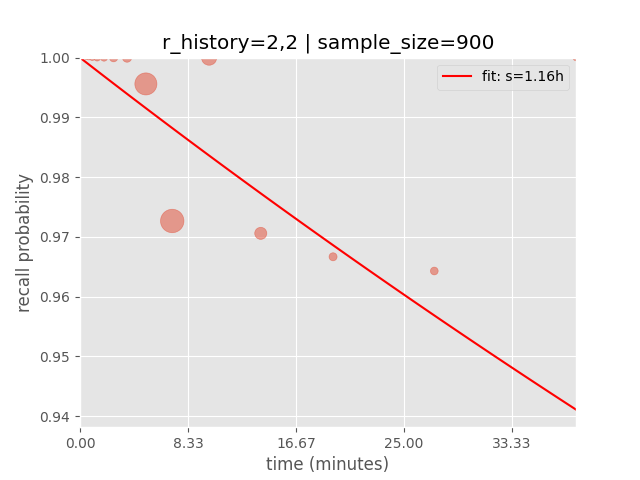 r_history=2,2 | sample_size=900
1.00
0.99
0.98
0.97
0.96
0.95
0.94
recall probability
fit: s=1.16h
0.00 8.33 16.67 25.00 33.33
time (minutes)